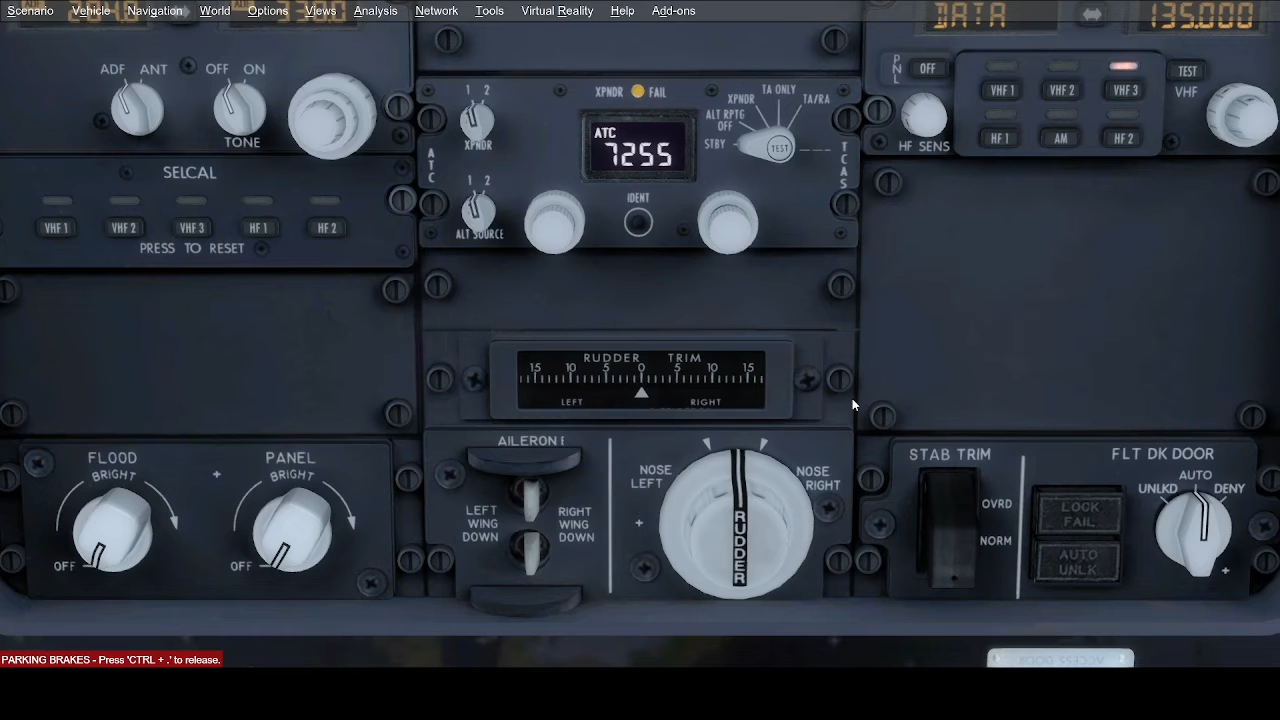 Scenario Vehicle Navigation World Options Views Analysis Network Tools Virtual Reality Help Add-ons
DATA 135.000
ADF ANT OFF ON
TONE
SELCAL
VHF 1 VHF 2 VHF 3 HF 1 HF 2
PRESS TO RESET
1 2
XPNDR
XPNDR FAIL
ATC
7255
ATC
1 2
ALT SOURCE
IDENT
STBY
ALT RPTG
OFF
XPNDR
TA ONLY
TA/RA
TEST
TCAS
PNL OFF
HF SENS
VHF 1 VHF 2 VHF 3
HF 1 AM HF 2
TEST
VHF
RUDDER TRIM
15 10 5 0 5 10 15
LEFT RIGHT
FLOOD
BRIGHT
OFF
PANEL
BRIGHT
OFF
AILERON
LEFT
WING
DOWN
RIGHT
WING
DOWN
NOSE
LEFT
RUDDER
NOSE
RIGHT
STAB TRIM
OVRD
NORM
FLT DK DOOR
LOCK
FAIL
AUTO
UNLK
AUTO
UNLKD DENY
PARKING BRAKES - Press 'CTRL + .' to release.